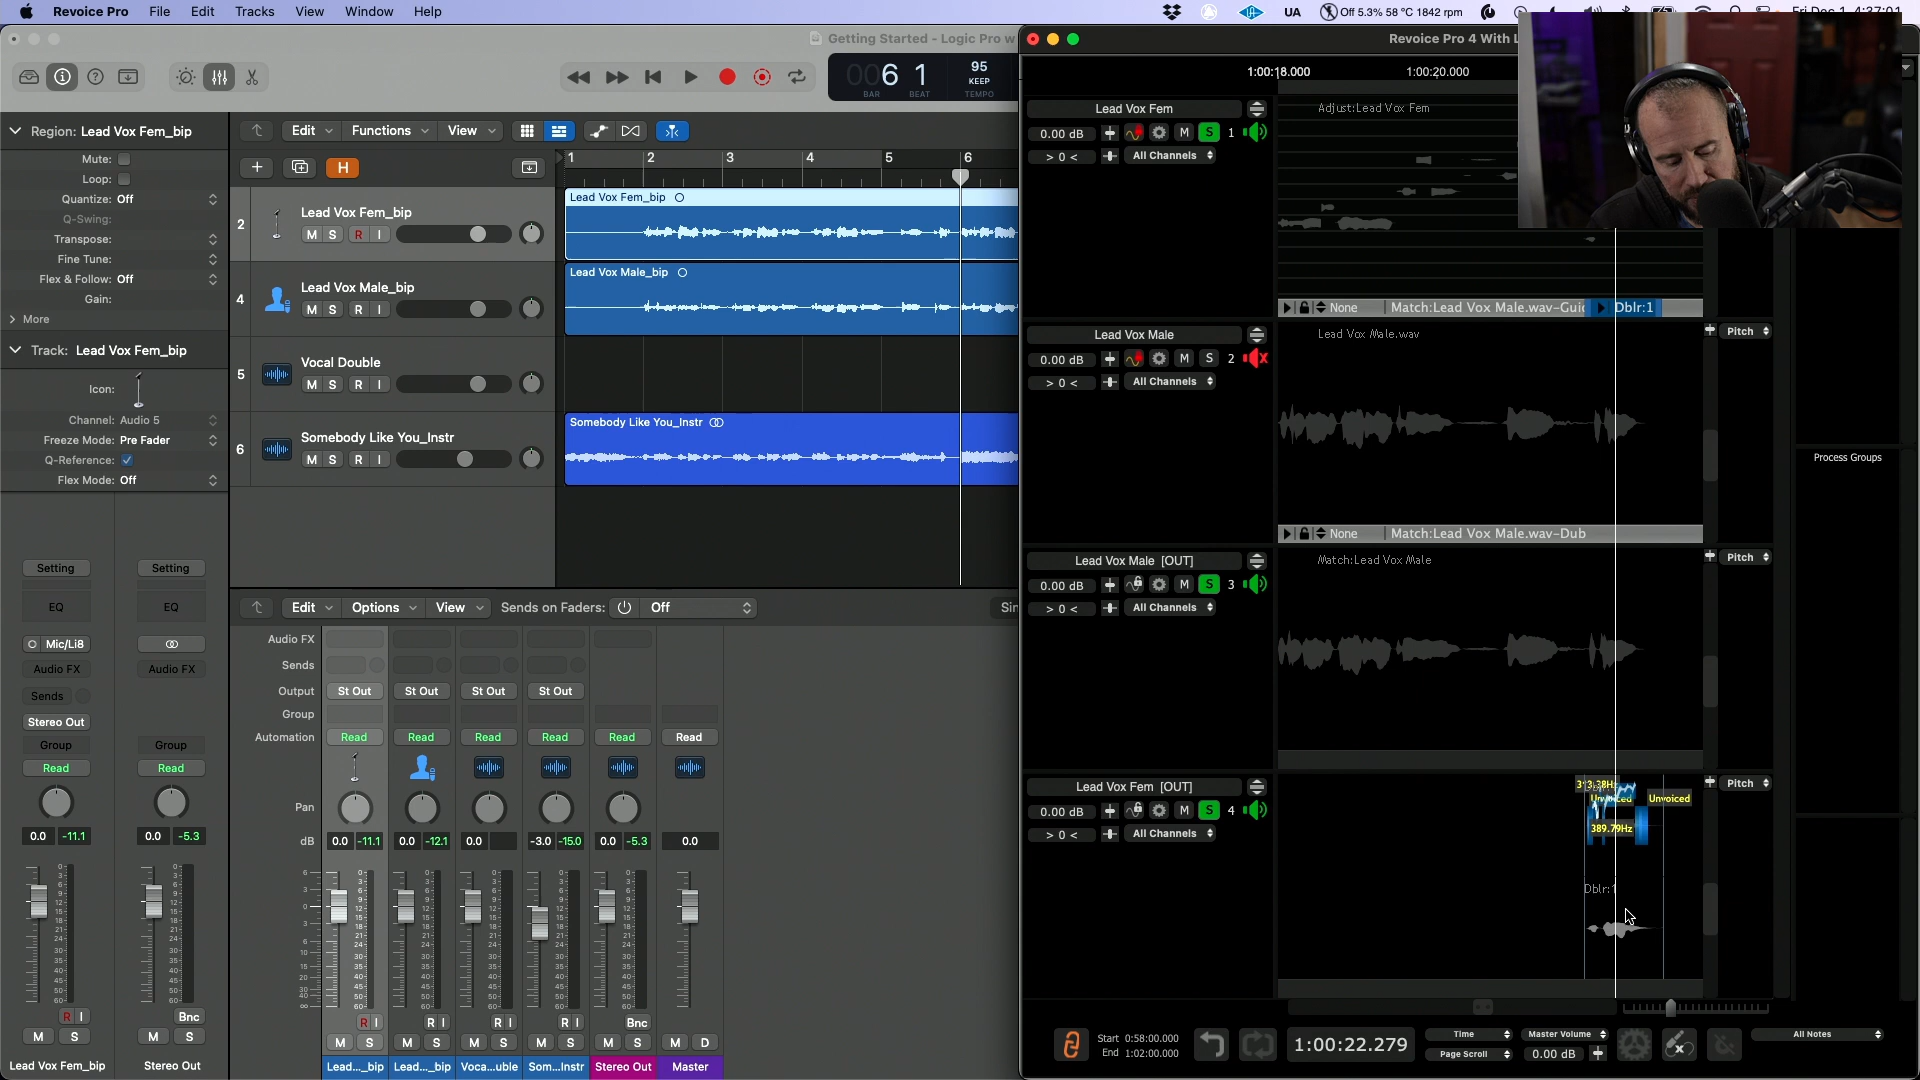 Revoice Pro File Edit Tracks View Window Help
UA Off 5.3% 58 °C 1842 rpm
Getting Started - Logic Pro w
Revoice Pro 4 With L
6 1
95
KEEP
BAR BEAT TEMPO
1:00:18.000 1:00:20.000
Region: Lead Vox Fem_bip
Mute:
Loop:
Quantize: Off
Q-Swing:
Transpose:
Fine Tune:
Flex & Follow: Off
Gain:
More
Track: Lead Vox Fem_bip
Icon:
Channel: Audio 5
Freeze Mode: Pre Fader
Q-Reference:
Flex Mode: Off
Setting Setting
EQ EQ
Mic/Li8
Audio FX Audio FX
Sends
Stereo Out
Group Group
Read Read
0.0 -11.1 0.0 -5.3
R I Bnc
M S M S
Lead Vox Fem_bip Stereo Out
Edit Functions View
H
1 2 3 4 5 6
2 Lead Vox Fem_bip
M S R I
Lead Vox Fem_bip
4 Lead Vox Male_bip
M S R I
Lead Vox Male_bip
5 Vocal Double
M S R I
6 Somebody Like You_Instr
M S R I
Somebody Like You_Instr
Edit Options View Sends on Faders: Off Sin
Audio FX
Sends
Output St Out St Out St Out St Out
Group
Automation Read Read Read Read Read Read
Pan
dB 0.0 -11.1 0.0 -12.1 0.0 -3.0 -15.0 0.0 -5.3 0.0
R I R I R I R I Bnc
M S M S M S M S M S M D
Lead..._bip Lead..._bip Voca...uble Som...Instr Stereo Out Master
Lead Vox Fem
0.00 dB M S 1
> 0 < All Channels
Adjust:Lead Vox Fem
None Match:Lead Vox Male.wav-Guid Dblr:1
Lead Vox Male
0.00 dB M S 2
> 0 < All Channels
Lead Vox Male.wav
Pitch
None Match:Lead Vox Male.wav-Dub
Lead Vox Male [OUT]
0.00 dB M S 3
> 0 < All Channels
Match:Lead Vox Male
Pitch
Lead Vox Fem [OUT]
0.00 dB M S 4
> 0 < All Channels
Unvoiced
389.79Hz
Dblr:1
Pitch
Process Groups
Start 0:58:00.000
End 1:02:00.000
1:00:22.279
Time
Page Scroll
Master Volume
0.00 dB
All Notes